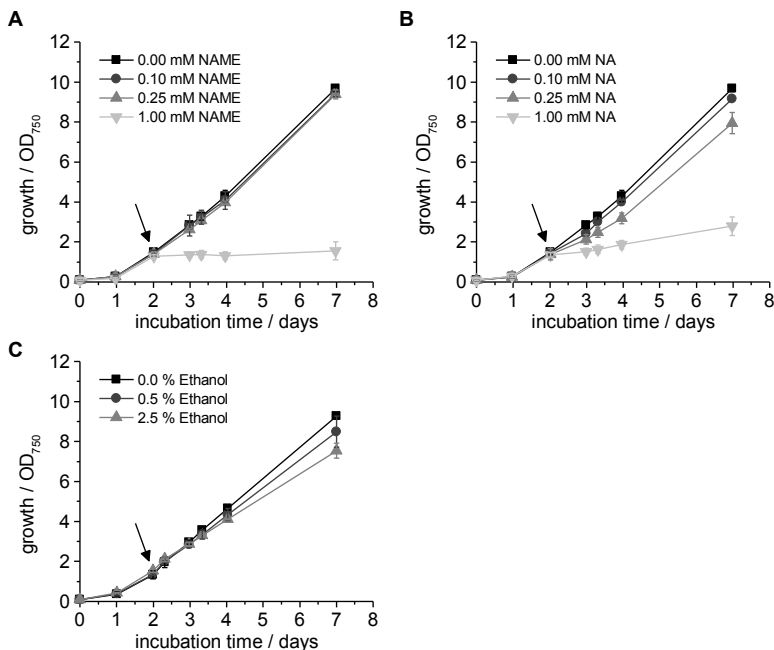 A
12
10
8
6
4
2
0
growth / OD750
0.00 mM NAME
0.10 mM NAME
0.25 mM NAME
1.00 mM NAME
0 1 2 3 4 5 6 7 8
incubation time / days
B
12
10
8
6
4
2
0
growth / OD750
0.00 mM NA
0.10 mM NA
0.25 mM NA
1.00 mM NA
0 1 2 3 4 5 6 7 8
incubation time / days
C
12
10
8
6
4
2
0
growth / OD750
0.0 % Ethanol
0.5 % Ethanol
2.5 % Ethanol
0 1 2 3 4 5 6 7 8
incubation time / days